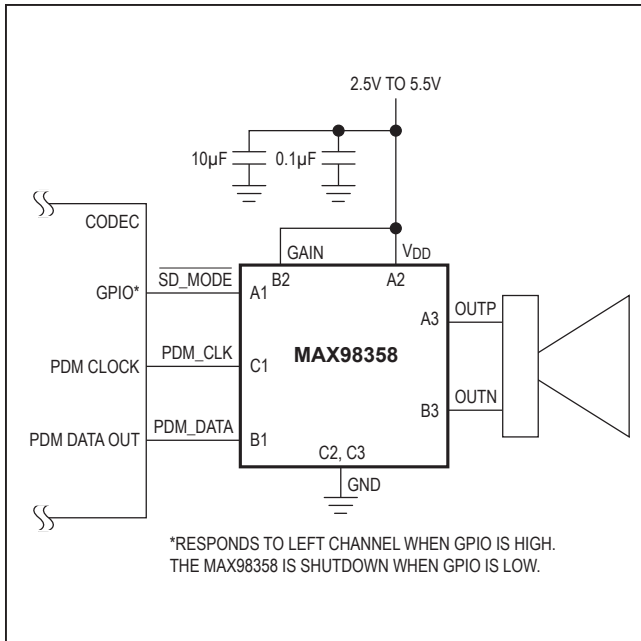 2.5V TO 5.5V
10µF
0.1µF
CODEC
GAIN
VDD
SD_MODE
B2
A2
GPIO*
A1
A3
OUTP
MAX98358
PDM CLOCK
PDM_CLK
C1
OUTN
B3
PDM DATA OUT
PDM_DATA
B1
C2, C3
GND
*RESPONDS TO LEFT CHANNEL WHEN GPIO IS HIGH.
THE MAX98358 IS SHUTDOWN WHEN GPIO IS LOW.